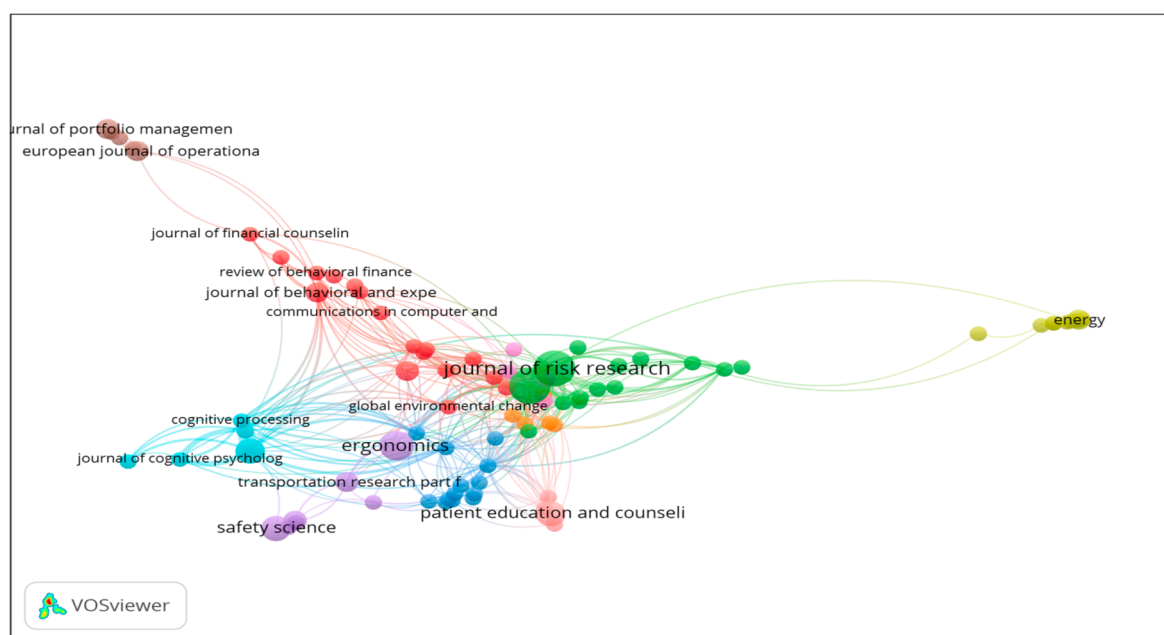 urnal of portfolio managemen
european journal of operationa
journal of financial counselin
review of behavioral finance
journal of behavioral and expe
communications in computer and
energy
journal of risk research
global environmental change
cognitive processing
ergonomics
journal of cognitive psycholog
transportation research part f
patient education and counseli
safety science
VOSviewer